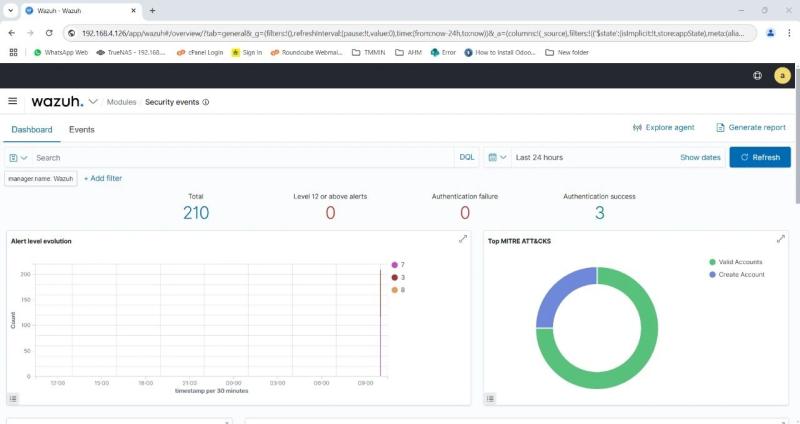 Wazuh - Wazuh
192.168.4.126/app/wazuh#/overview/?tab=general&_g=(filters:!(),refreshInterval:(pause:!t,value:0),time:(from:now-24h,to:now))&_a=(columns:!(_source),filters:!(('$state':(isImplicit:!t,store:appState),meta:(alia...
WhatsApp Web TrueNAS - 192.168.... cPanel Login Sign In Roundcube Webmai... TMMIN AHM Error How to Install Odoo... New folder
a
wazuh. Modules Security events
Dashboard Events Explore agent Generate report
Search DQL Last 24 hours Show dates Refresh
manager.name: Wazuh + Add filter
Total Level 12 or above alerts Authentication failure Authentication success
210 0 0 3
Alert level evolution Top MITRE ATT&CKS
7
3
8
Valid Accounts
Create Account
Count
200
150
100
50
0
12:00 15:00 18:00 21:00 00:00 03:00 06:00 09:00
timestamp per 30 minutes